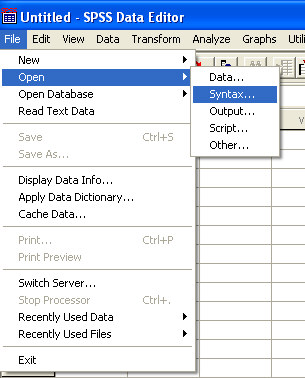 Untitled - SPSS Data Editor
File Edit View Data Transform Analyze Graphs Utili
New
Open
Data...
Syntax...
Output...
Script...
Other...
Open Database
Read Text Data
Save Ctrl+S
Save As...
Display Data Info...
Apply Data Dictionary...
Cache Data...
Print... Ctrl+P
Print Preview
Switch Server...
Stop Processor Ctrl+.
Recently Used Data
Recently Used Files
Exit